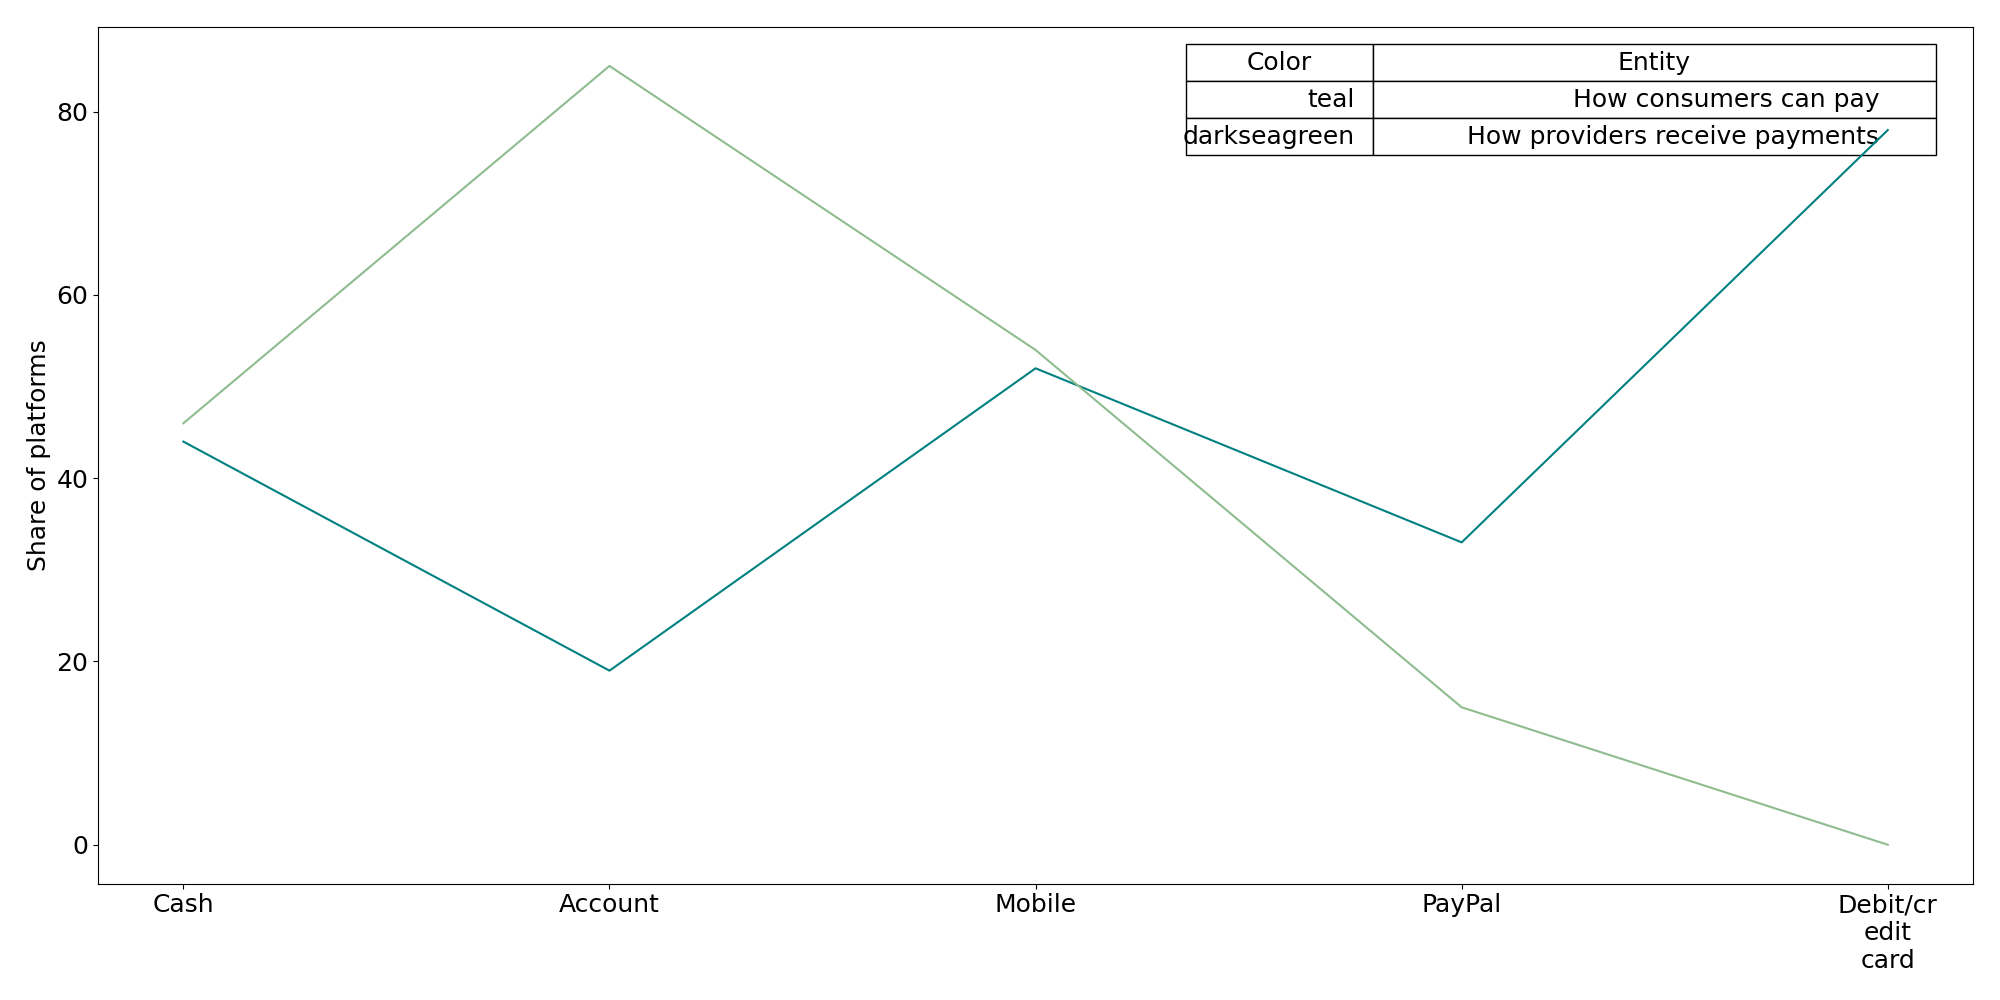 Color Entity
teal How consumers can pay
darkseagreen How providers receive payments
Share of platforms
80
60
40
20
0
Cash Account Mobile PayPal Debit/cr
edit
card